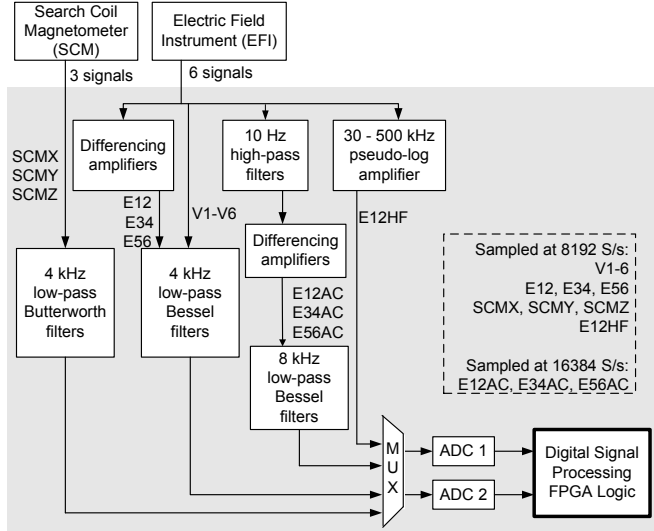 Search Coil
Magnetometer
(SCM)
Electric Field
Instrument (EFI)
3 signals
6 signals
Differencing
amplifiers
10 Hz
high-pass
filters
30 - 500 kHz
pseudo-log
amplifier
SCMX
SCMY
SCMZ
E12
E34
E56
V1-V6
E12HF
Differencing
amplifiers
4 kHz
low-pass
Butterworth
filters
4 kHz
low-pass
Bessel
filters
E12AC
E34AC
E56AC
8 kHz
low-pass
Bessel
filters
Sampled at 8192 S/s:
V1-6
E12, E34, E56
SCMX, SCMY, SCMZ
E12HF
Sampled at 16384 S/s:
E12AC, E34AC, E56AC
M
U
X
ADC 1
ADC 2
Digital Signal
Processing
FPGA Logic